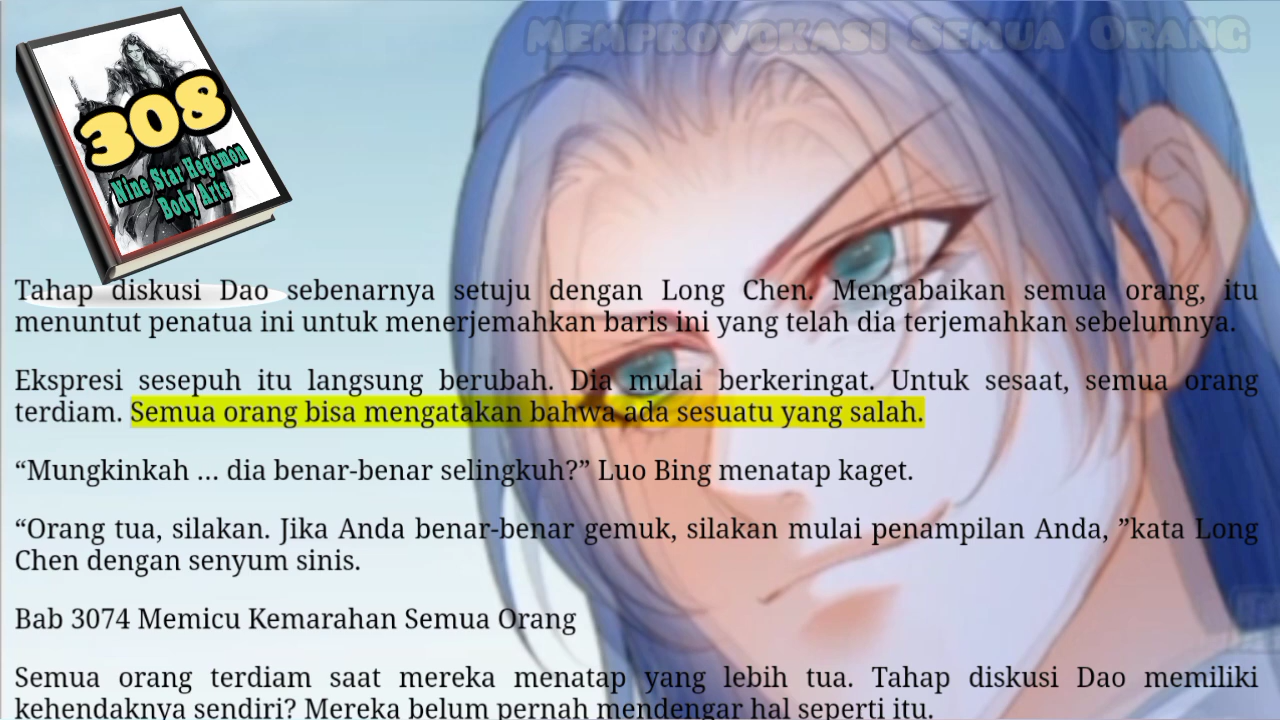 Memprovokasi Semua Orang
308
Nine Star Hegemon
Body Arts
Tahap diskusi Dao sebenarnya setuju dengan Long Chen. Mengabaikan semua orang, itu
menuntut penatua ini untuk menerjemahkan baris ini yang telah dia terjemahkan sebelumnya.
Ekspresi sesepuh itu langsung berubah. Dia mulai berkeringat. Untuk sesaat, semua orang
terdiam. Semua orang bisa mengatakan bahwa ada sesuatu yang salah.
“Mungkinkah ... dia benar-benar selingkuh?” Luo Bing menatap kaget.
“Orang tua, silakan. Jika Anda benar-benar gemuk, silakan mulai penampilan Anda, ”kata Long
Chen dengan senyum sinis.
Bab 3074 Memicu Kemarahan Semua Orang
Semua orang terdiam saat mereka menatap yang lebih tua. Tahap diskusi Dao memiliki
kehendaknya sendiri? Mereka belum pernah mendengar hal seperti itu.